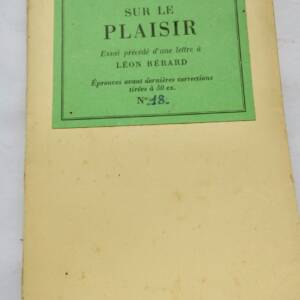 SUR LE
PLAISIR
Essai précédé d'une lettre à
LÉON BÉRARD
Épreuves avant dernières corrections
tirées à 50 ex.
N° 18.